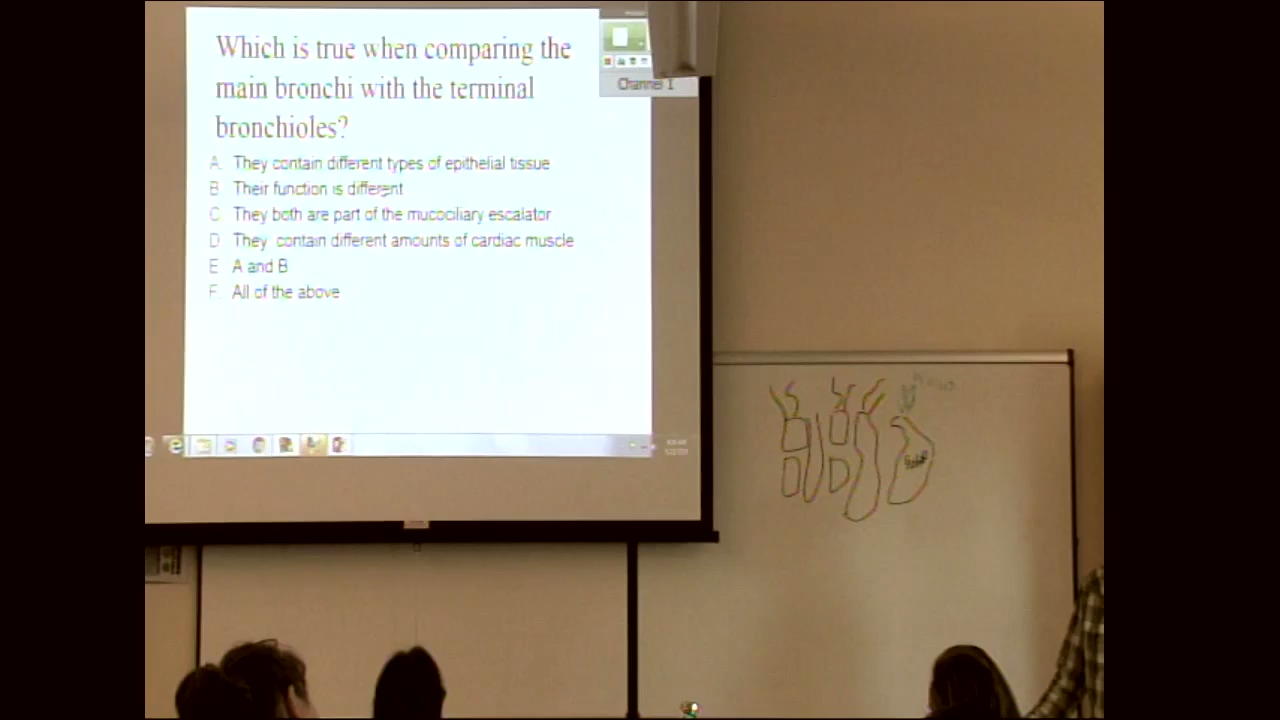 Which is true when comparing the
main bronchi with the terminal
bronchioles?
A. They contain different types of epithelial tissue
B. Their function is different
C. They both are part of the mucociliary escalator
D. They contain different amounts of cardiac muscle
E. A and B
F. All of the above
Channel 1